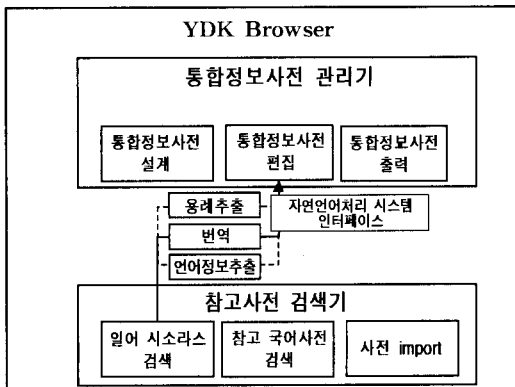 YDK Browser
통합정보사전 관리기
통합정보사전
설계
통합정보사전
편집
통합정보사전
출력
용례추출
번역
언어정보추출
자연언어처리 시스템
인터페이스
참고사전 검색기
일어 시소라스
검색
참고 국어사전
검색
사전 import